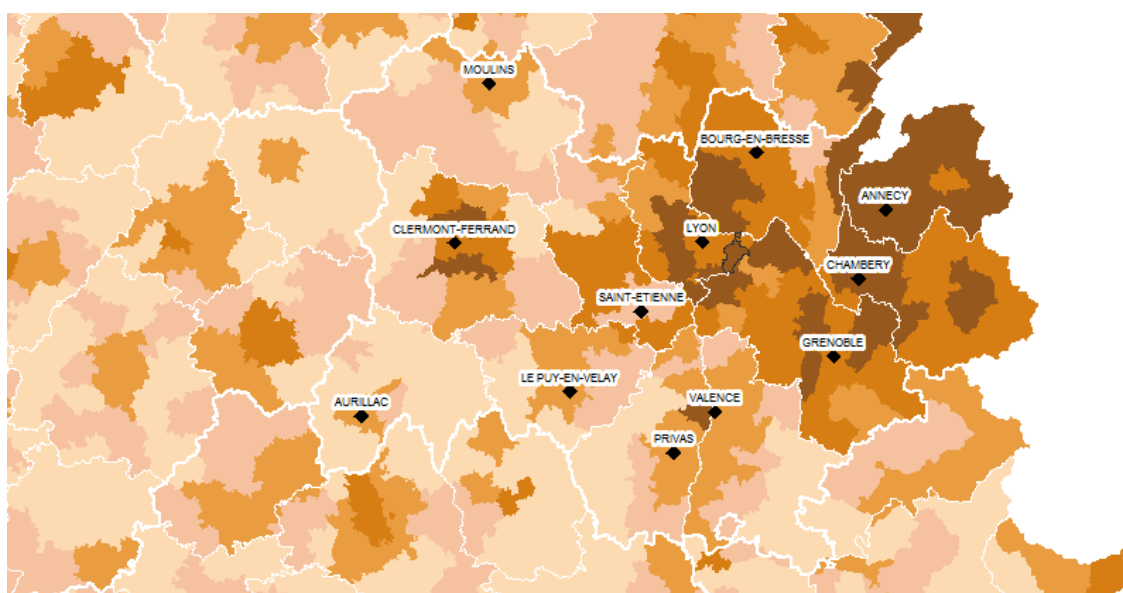 MOULINS
BOURG-EN-BRESSE
ANNECY
CLERMONT-FERRAND
LYON
CHAMBERY
SAINT-ETIENNE
GRENOBLE
LE PUY-EN-VELAY
AURILLAC
VALENCE
PRIVAS